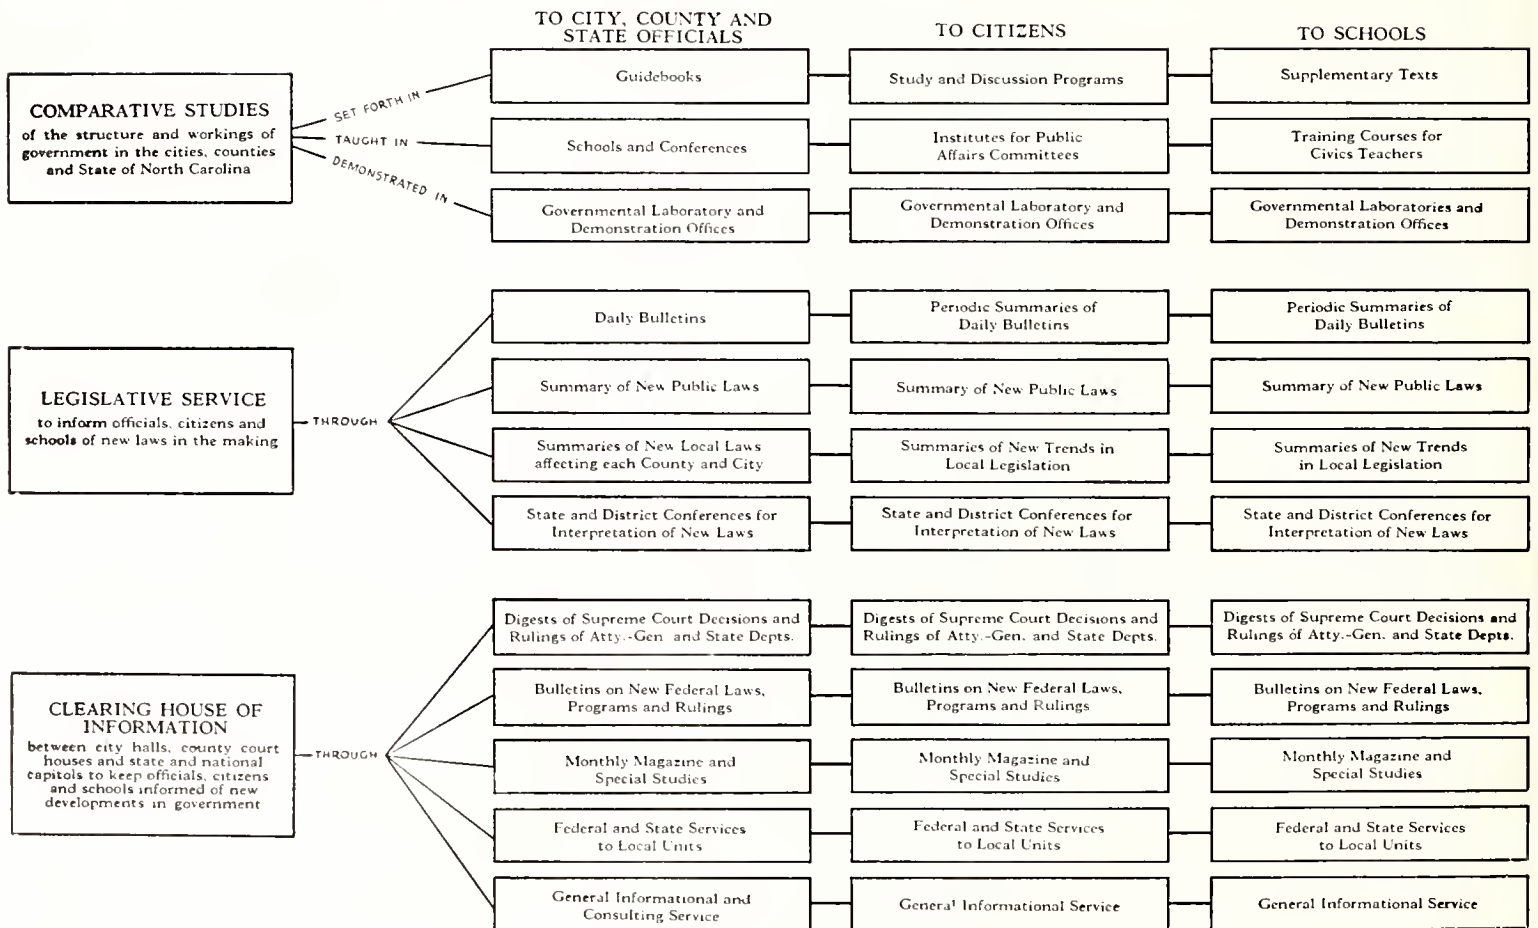 TO CITY, COUNTY AND
STATE OFFICIALS
TO CITIZENS
TO SCHOOLS
COMPARATIVE STUDIES
of the structure and workings of
government in the cities, counties
and State of North Carolina
SET FORTH IN
TAUGHT IN
DEMONSTRATED IN
Guidebooks
Study and Discussion Programs
Supplementary Texts
Schools and Conferences
Institutes for Public
Affairs Committees
Training Courses for
Civics Teachers
Governmental Laboratory and
Demonstration Offices
Governmental Laboratory and
Demonstration Offices
Governmental Laboratories and
Demonstration Offices
LEGISLATIVE SERVICE
to inform officials, citizens and
schools of new laws in the making
THROUGH
Daily Bulletins
Periodic Summaries of
Daily Bulletins
Periodic Summaries of
Daily Bulletins
Summary of New Public Laws
Summary of New Public Laws
Summary of New Public Laws
Summaries of New Local Laws
affecting each County and City
Summaries of New Trends in
Local Legislation
Summaries of New Trends
in Local Legislation
State and District Conferences for
Interpretation of New Laws
State and District Conferences for
Interpretation of New Laws
State and District Conferences for
Interpretation of New Laws
CLEARING HOUSE OF
INFORMATION
between city halls, county court
houses and state and national
capitols to keep officials, citizens
and schools informed of new
developments in government
THROUGH
Digests of Supreme Court Decisions and
Rulings of Atty.-Gen. and State Depts.
Digests of Supreme Court Decisions and
Rulings of Atty.-Gen. and State Depts.
Digests of Supreme Court Decisions and
Rulings of Atty.-Gen. and State Depts.
Bulletins on New Federal Laws,
Programs and Rulings
Bulletins on New Federal Laws,
Programs and Rulings
Bulletins on New Federal Laws,
Programs and Rulings
Monthly Magazine and
Special Studies
Monthly Magazine and
Special Studies
Monthly Magazine and
Special Studies
Federal and State Services
to Local Units
Federal and State Services
to Local Units
Federal and State Services
to Local Units
General Informational and
Consulting Service
General Informational Service
General Informational Service